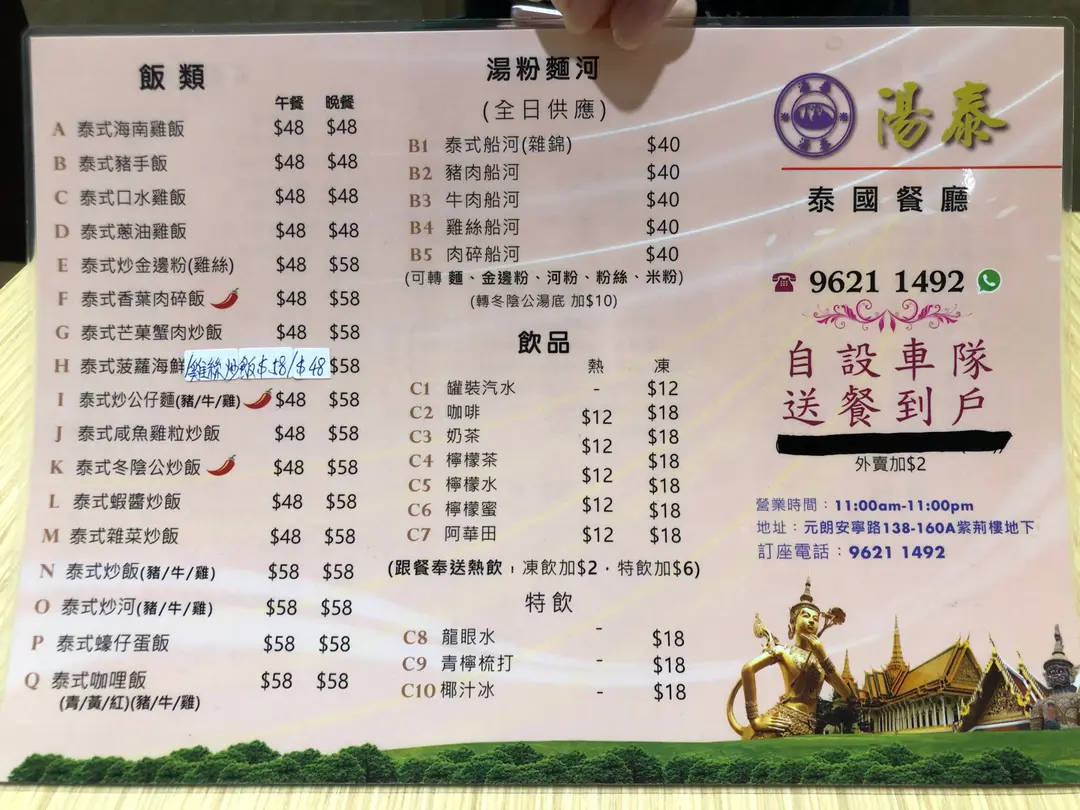 飯類
午餐 晚餐
A 泰式海南雞飯 $48 $48
B 泰式豬手飯 $48 $48
C 泰式口水雞飯 $48 $48
D 泰式蔥油雞飯 $48 $48
E 泰式炒金邊粉(雞絲) $48 $58
F 泰式香葉肉碎飯 $48 $58
G 泰式芒菓蟹肉炒飯 $48 $58
H 泰式菠蘿海鮮/雞絲炒飯$58/$48 $58
I 泰式炒公仔麵(豬/牛/雞) $48 $58
J 泰式咸魚雞粒炒飯 $48 $58
K 泰式冬陰公炒飯 $48 $58
L 泰式蝦醬炒飯 $48 $58
M 泰式雜菜炒飯 $48 $58
N 泰式炒飯(豬/牛/雞) $58 $58
O 泰式炒河(豬/牛/雞) $58 $58
P 泰式蠔仔蛋飯 $58 $58
Q 泰式咖哩飯 $58 $58
(青/黃/紅)(豬/牛/雞)
湯粉麵河
(全日供應)
B1 泰式船河(雜錦) $40
B2 豬肉船河 $40
B3 牛肉船河 $40
B4 雞絲船河 $40
B5 肉碎船河 $40
(可轉 麵、金邊粉、河粉、粉絲、米粉)
(轉冬陰公湯底 加$10)
飲品
熱 凍
C1 罐裝汽水 - $12
C2 咖啡 $12 $18
C3 奶茶 $18
C4 檸檬茶 $12 $18
C5 檸檬水 $18
C6 檸檬蜜 $12 $18
C7 阿華田 $12 $18
(跟餐奉送熱飲，凍飲加$2．特飲加$6)
特飲
C8 龍眼水 - $18
C9 青檸梳打 - $18
C10 椰汁冰 - $18
湯泰
泰國餐廳
9621 1492
自設車隊
送餐到戶
外賣加$2
營業時間：11:00am-11:00pm
地址：元朗安寧路138-160A紫荊樓地下
訂座電話：9621 1492